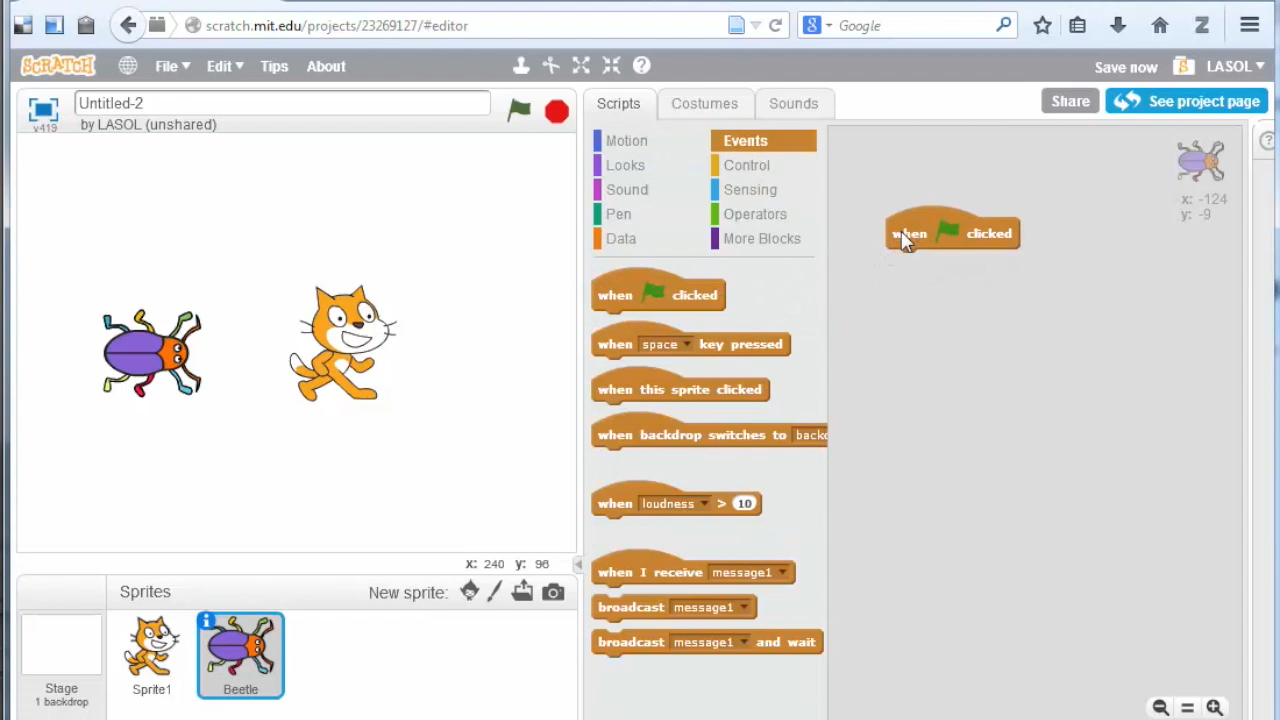 scratch.mit.edu/projects/23269127/#editor
Google
SCRATCH File Edit Tips About Save now LASOL
Untitled-2
by LASOL (unshared)
v419
Scripts Costumes Sounds
Share See project page
Motion Events
Looks Control
Sound Sensing
Pen Operators
Data More Blocks
when clicked
when space key pressed
when this sprite clicked
when backdrop switches to
when loudness > 10
when I receive message1
broadcast message1
broadcast message1 and wait
when clicked
x: -124
y: -9
x: 240 y: 96
Sprites New sprite:
Stage
1 backdrop
Sprite1
Beetle